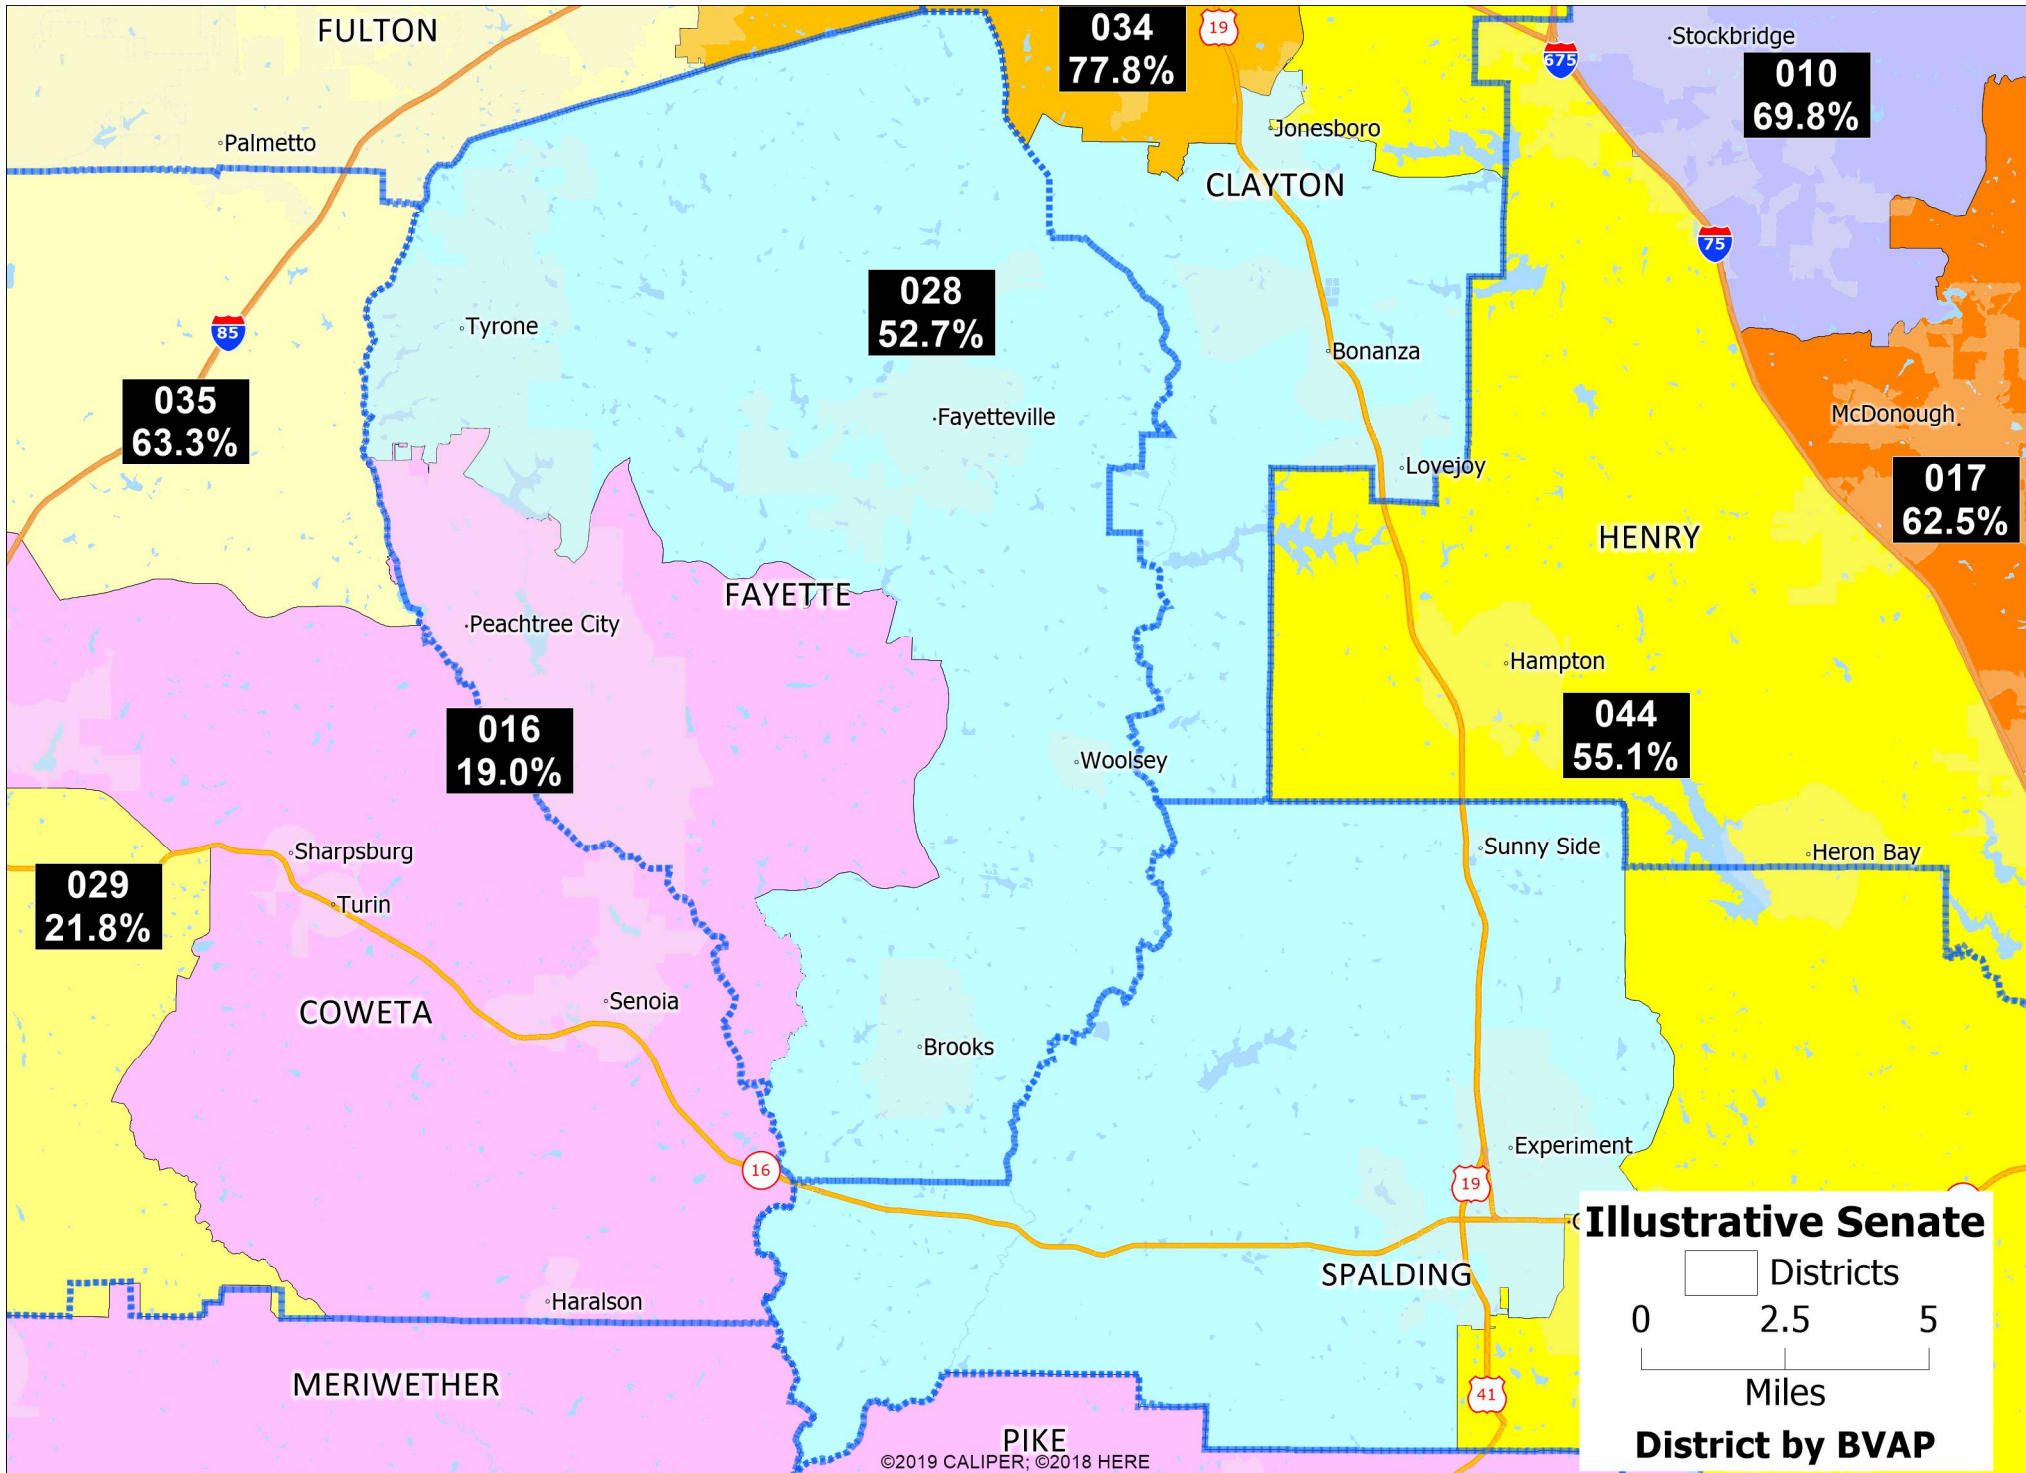 FULTON
034
77.8%
19
675
Stockbridge
010
69.8%
Palmetto
Jonesboro
CLAYTON
75
028
52.7%
Tyrone
85
Bonanza
035
63.3%
Fayetteville
McDonough
Lovejoy
017
62.5%
HENRY
FAYETTE
Peachtree City
Hampton
016
19.0%
044
55.1%
Woolsey
Sunny Side
Heron Bay
Sharpsburg
029
21.8%
Turin
COWETA
Senoia
Brooks
Experiment
16
19
Illustrative Senate
Districts
SPALDING
Haralson
0 2.5 5
Miles
MERIWETHER
41
PIKE
District by BVAP
©2019 CALIPER; ©2018 HERE